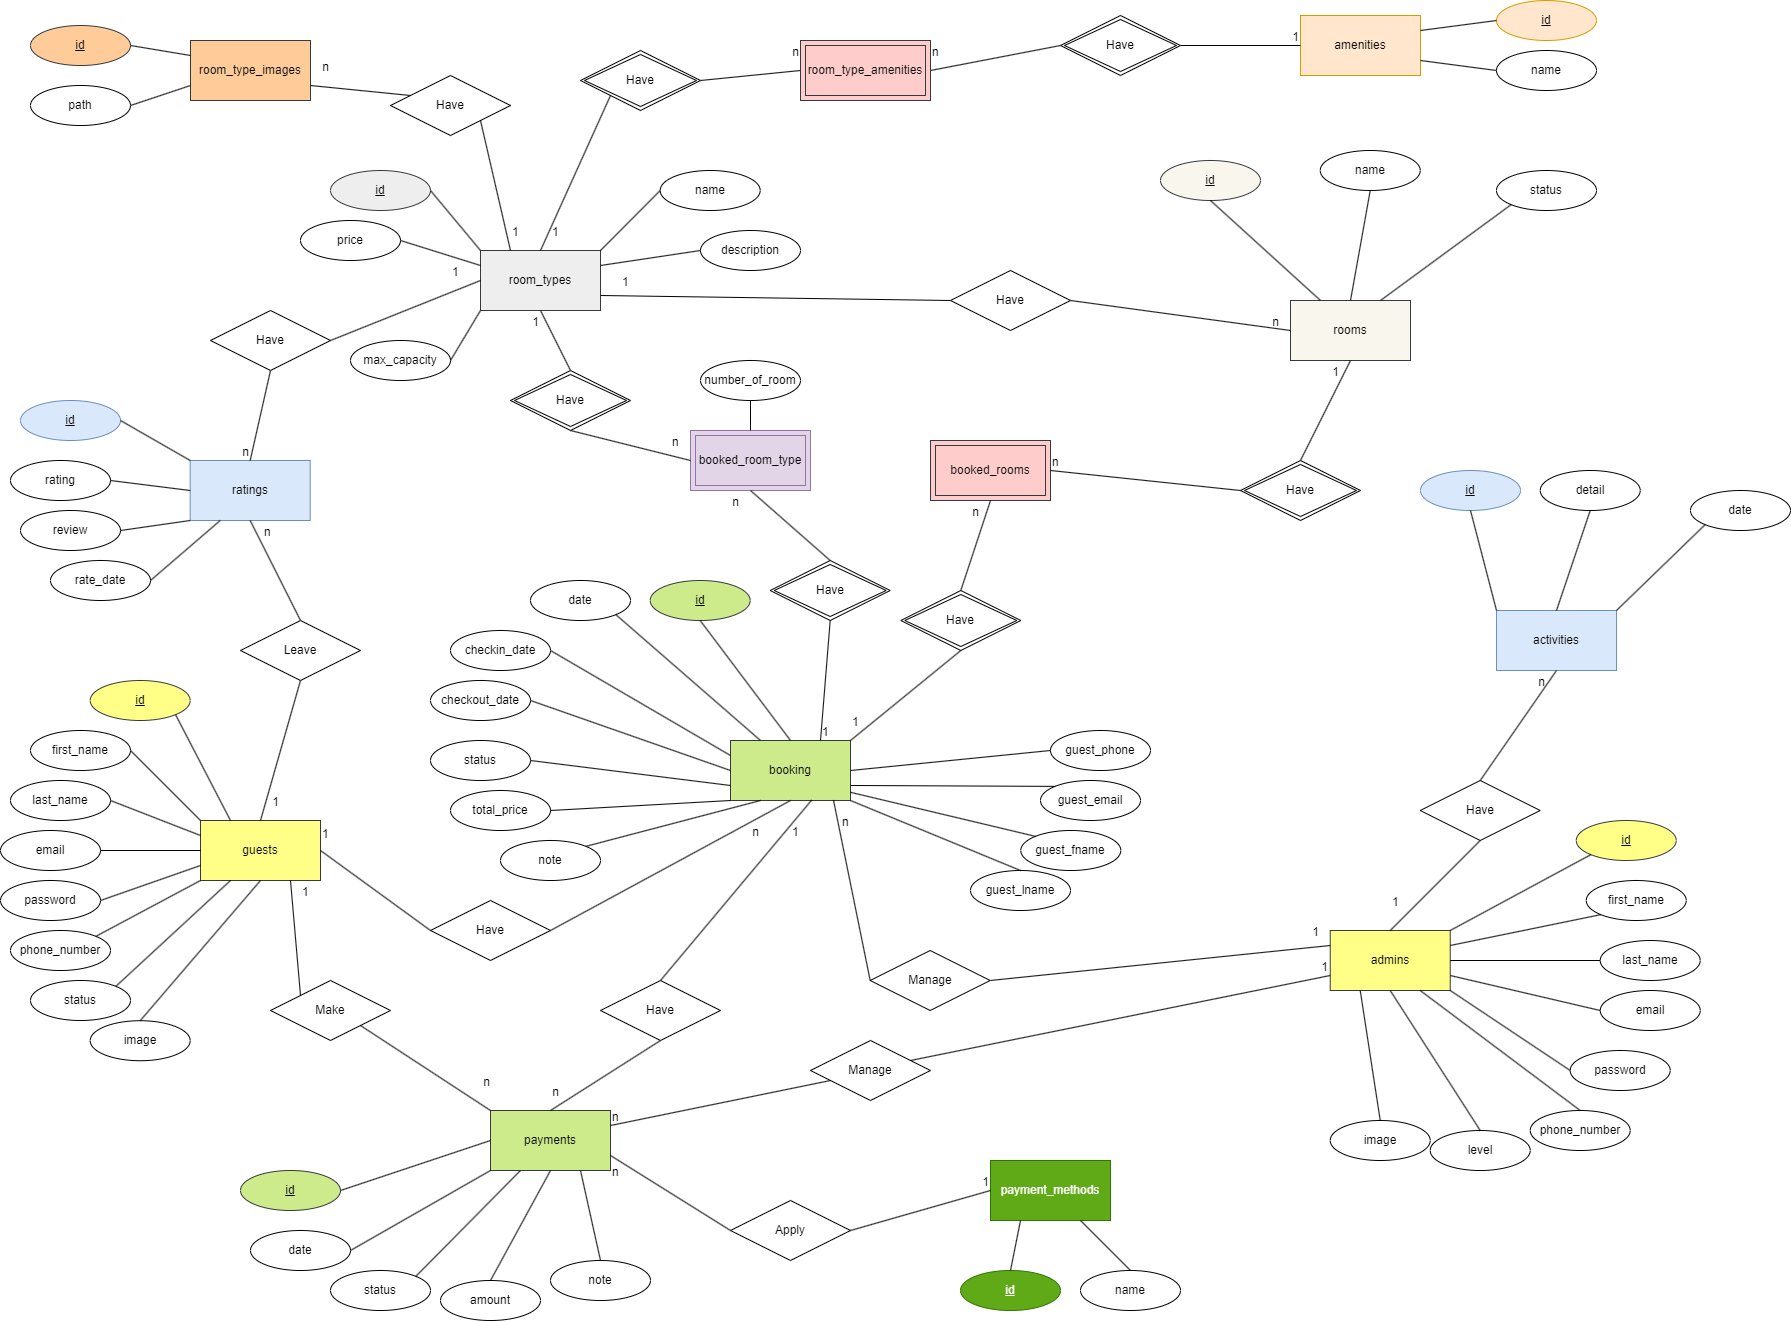 id
room_type_images
path
n
Have
Have
n
room_type_amenities
n
Have
1
amenities
id
name
id
name
price
1
1
description
1
room_types
1
max_capacity
1
Have
n
Have
n
rooms
id
name
status
1
Have
n
number_of_room
booked_room_type
n
booked_rooms
n
n
Have
id
rating
review
rate_date
n
ratings
n
Leave
id
detail
date
activities
n
date
id
Have
Have
checkin_date
checkout_date
status
total_price
note
1
1
booking
n
1
n
guest_phone
guest_email
guest_fname
guest_lname
Have
id
first_name
last_name
email
password
phone_number
status
image
1
guests
1
1
Have
Make
Have
Manage
1
1
1
admins
id
first_name
last_name
email
password
phone_number
level
image
Manage
n
n
n
payments
n
id
date
status
amount
note
Apply
1
payment_methods
id
name